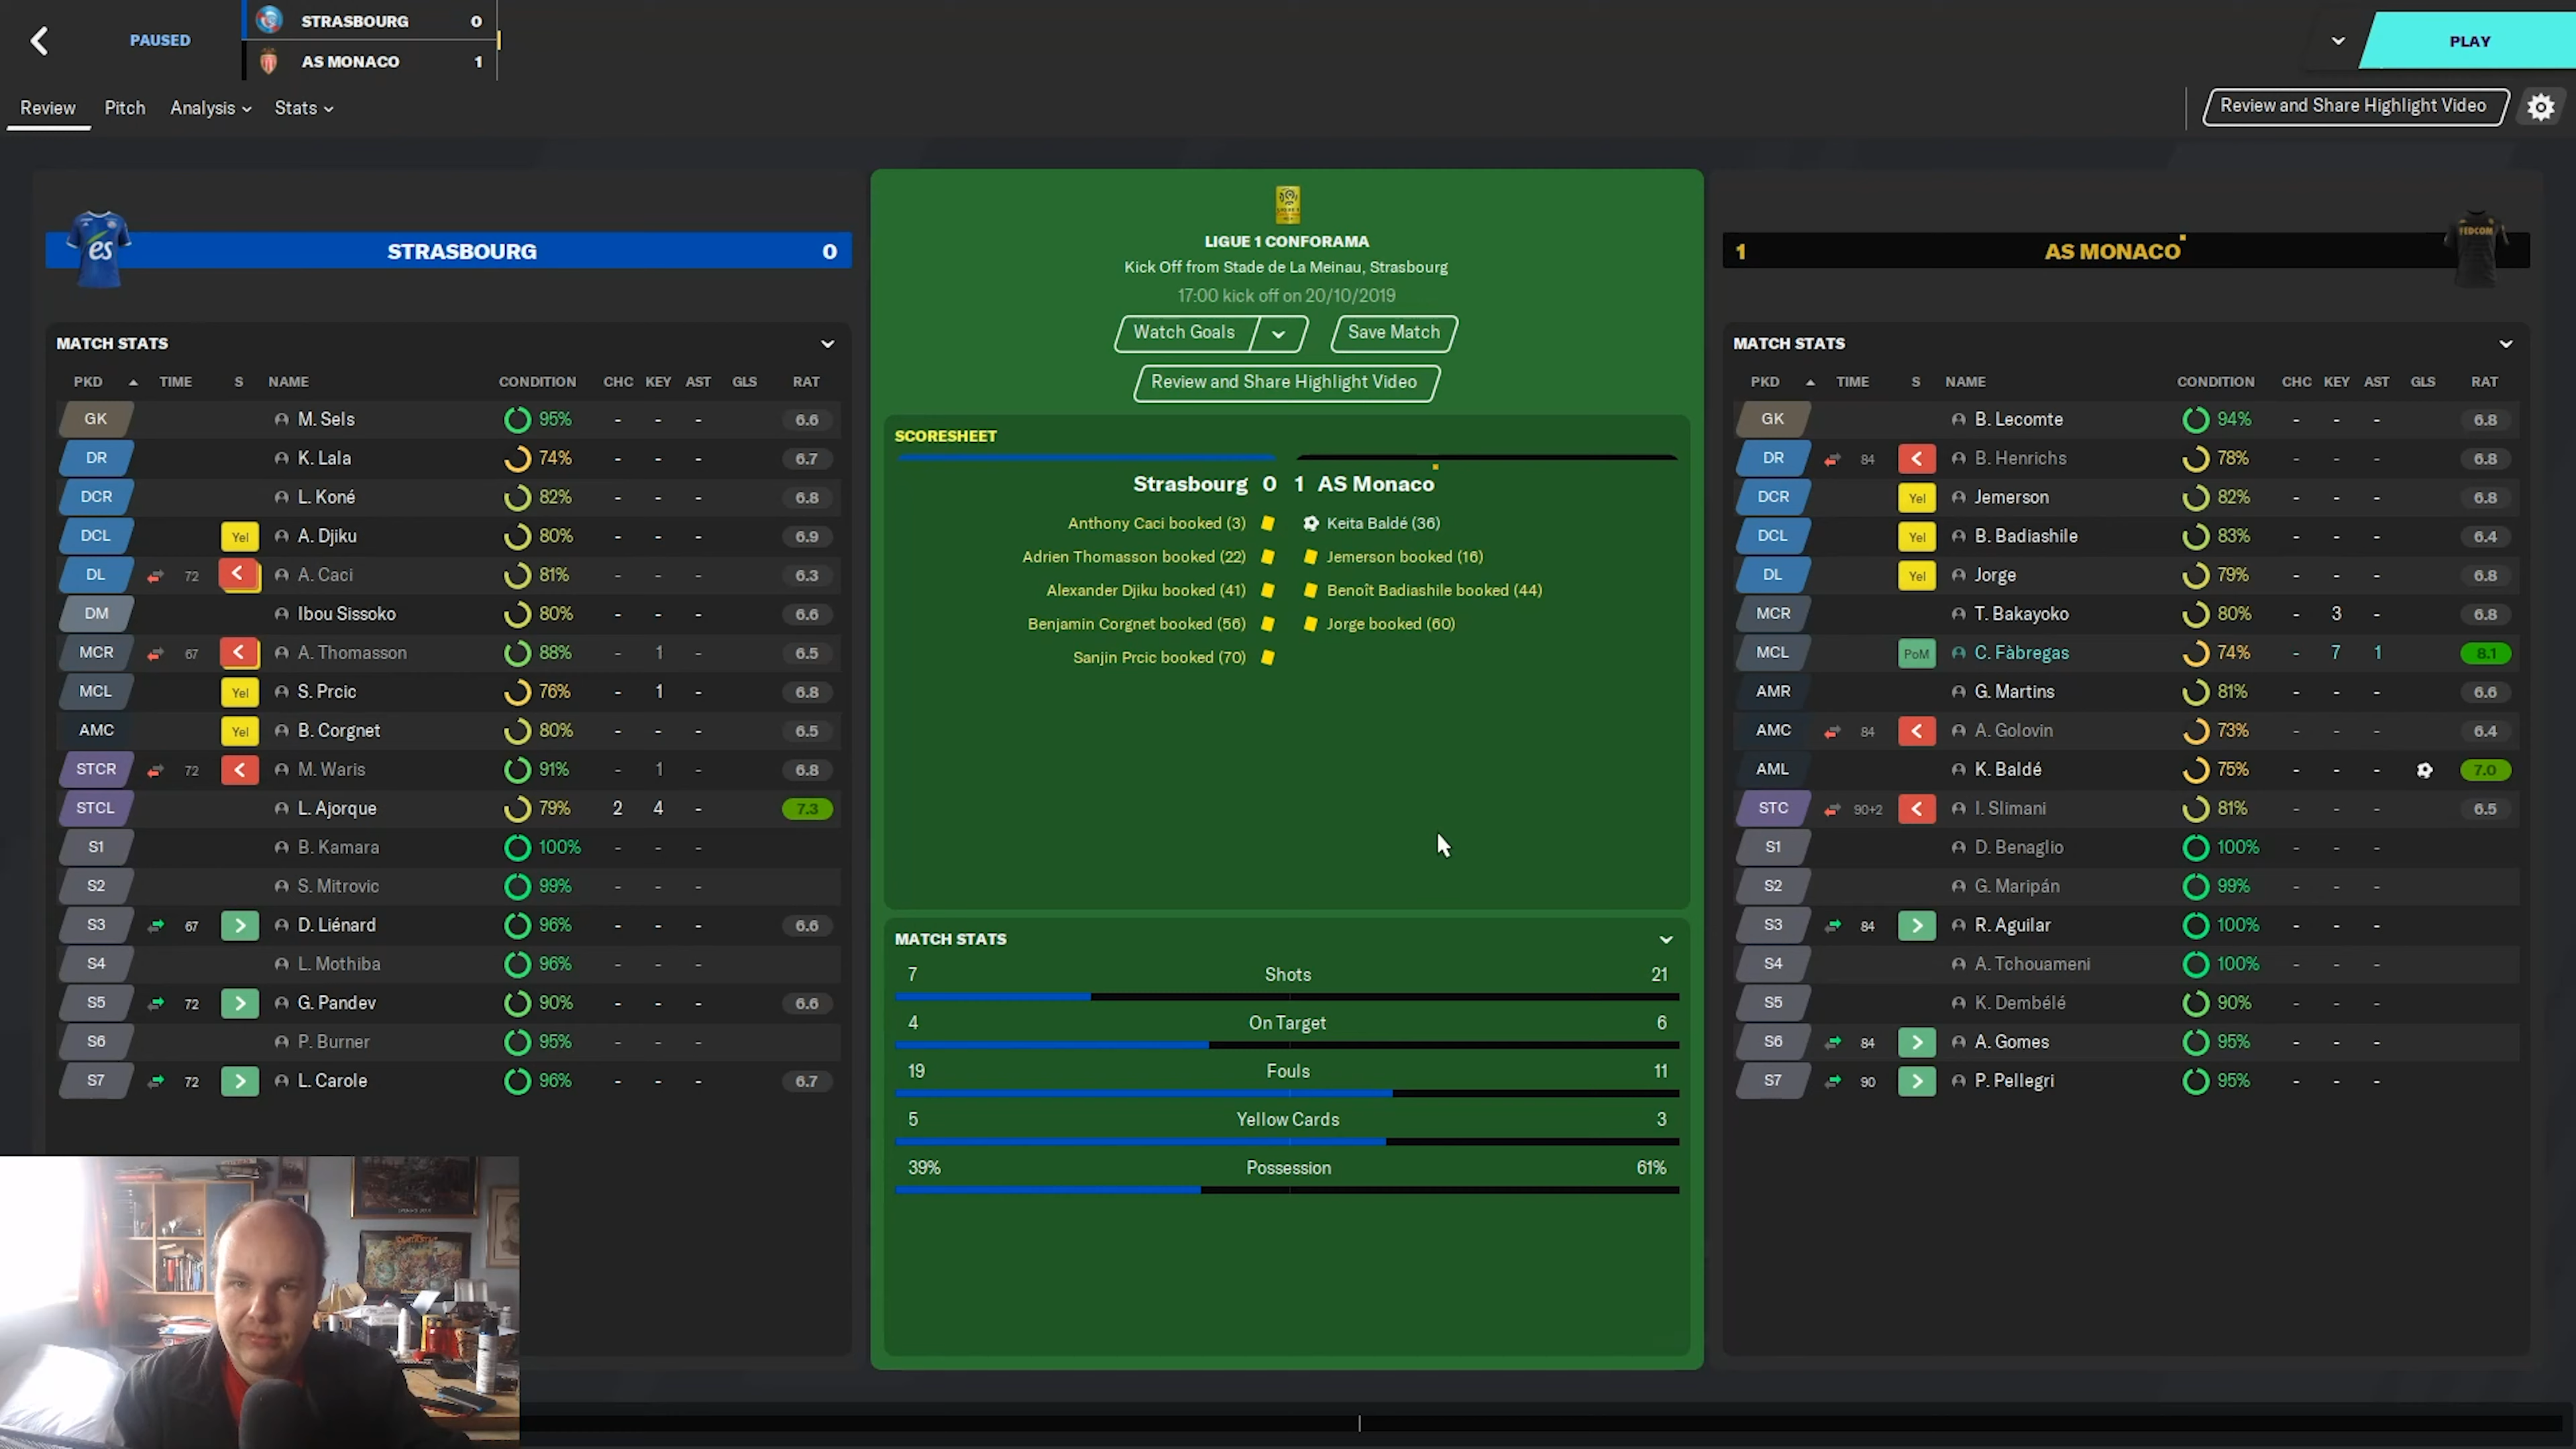 PAUSED
STRASBOURG 0
AS MONACO 1
PLAY
Review Pitch Analysis Stats
Review and Share Highlight Video
es
STRASBOURG 0
MATCH STATS
PKD TIME S NAME CONDITION CHC KEY AST GLS RAT
GK M. Sels 95% - - - 6.6
DR K. Lala 74% - - - 6.7
DCR L. Koné 82% - - - 6.8
DCL Yel A. Djiku 80% - - - 6.9
DL 72 A. Caci 81% - - - 6.3
DM Ibou Sissoko 80% - - - 6.6
MCR 67 A. Thomasson 88% - 1 - 6.5
MCL Yel S. Prcic 76% - 1 - 6.8
AMC Yel B. Corgnet 80% - - - 6.5
STCR 72 M. Waris 91% - 1 - 6.8
STCL L. Ajorque 79% 2 4 - 7.3
S1 B. Kamara 100% - - -
S2 S. Mitrovic 99% - - -
S3 67 D. Liénard 96% - - - 6.6
S4 L. Mothiba 96% - - -
S5 72 G. Pandev 90% - - - 6.6
S6 P. Burner 95% - - -
S7 72 L. Carole 96% - - - 6.7
LIGUE 1 CONFORAMA
Kick Off from Stade de La Meinau, Strasbourg
17:00 kick off on 20/10/2019
Watch Goals Save Match
Review and Share Highlight Video
SCORESHEET
Strasbourg 0 1 AS Monaco
Anthony Caci booked (3) Keita Baldé (36)
Adrien Thomasson booked (22) Jemerson booked (16)
Alexander Djiku booked (41) Benoît Badiashile booked (44)
Benjamin Corgnet booked (56) Jorge booked (60)
Sanjin Prcic booked (70)
MATCH STATS
7 Shots 21
4 On Target 6
19 Fouls 11
5 Yellow Cards 3
39% Possession 61%
1 AS MONACO
FEDCOM
MATCH STATS
PKD TIME S NAME CONDITION CHC KEY AST GLS RAT
GK B. Lecomte 94% - - - 6.8
DR 84 B. Henrichs 78% - - - 6.8
DCR Yel Jemerson 82% - - - 6.8
DCL Yel B. Badiashile 83% - - - 6.4
DL Yel Jorge 79% - - - 6.8
MCR T. Bakayoko 80% - 3 - 6.8
MCL PoM C. Fàbregas 74% - 7 1 8.1
AMR G. Martins 81% - - - 6.6
AMC 84 A. Golovin 73% - - - 6.4
AML K. Baldé 75% - - - 7.0
STC 90+2 I. Slimani 81% - - - 6.5
S1 D. Benaglio 100% - - -
S2 G. Maripán 99% - - -
S3 84 R. Aguilar 100% - - -
S4 A. Tchouameni 100% - - -
S5 K. Dembélé 90% - - -
S6 84 A. Gomes 95% - - -
S7 90 P. Pellegri 95% - - -